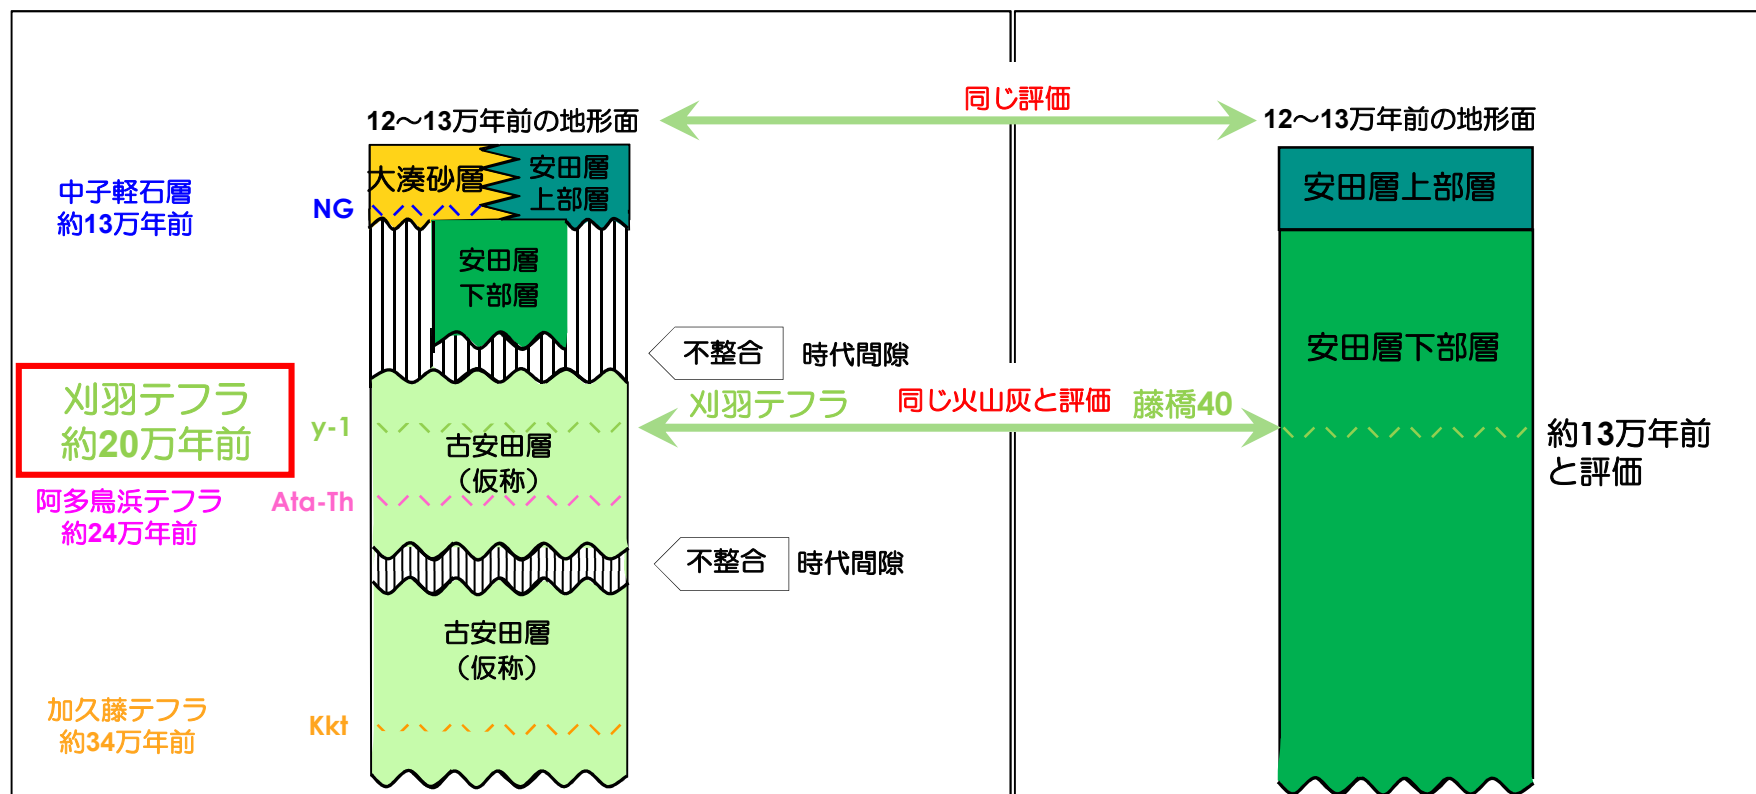 同じ評価
12～13万年前の地形面
12～13万年前の地形面
大湊砂層
安田層
上部層
安田層上部層
中子軽石層
約13万年前
NG
安田層
下部層
不整合
時代間隙
安田層下部層
刈羽テフラ
約20万年前
y-1
刈羽テフラ
同じ火山灰と評価
藤橋40
約13万年前
と評価
古安田層
（仮称）
阿多鳥浜テフラ
約24万年前
Ata-Th
不整合
時代間隙
古安田層
（仮称）
加久藤テフラ
約34万年前
Kkt